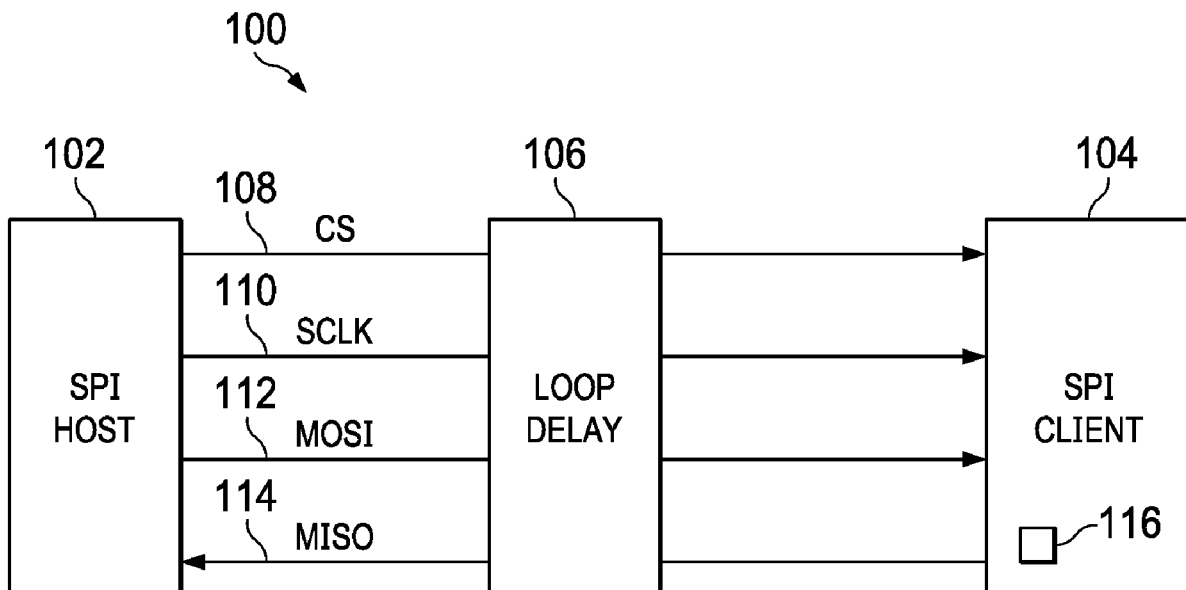 100
102
106
104
108
CS
110
SCLK
SPI
HOST
LOOP
DELAY
SPI
CLIENT
112
MOSI
114
MISO
116